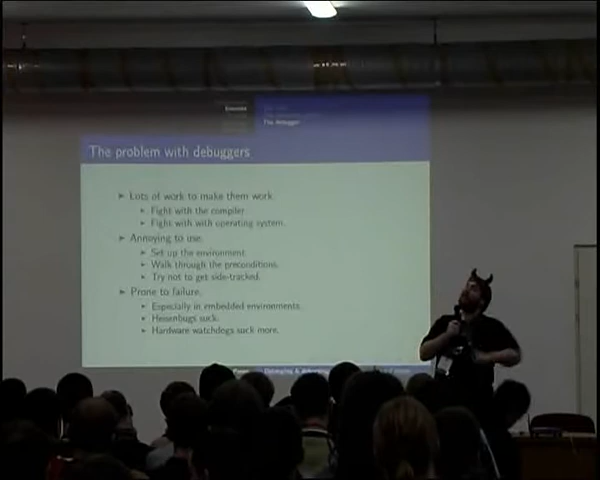 The debugger
The problem with debuggers
Lots of work to make them work.
Fight with the compiler.
Fight with with operating system.
Annoying to use.
Set up the environment.
Walk through the preconditions.
Try not to get side-tracked.
Prone to failure.
Especially in embedded environments.
Heisenbugs suck.
Hardware watchdogs suck more.